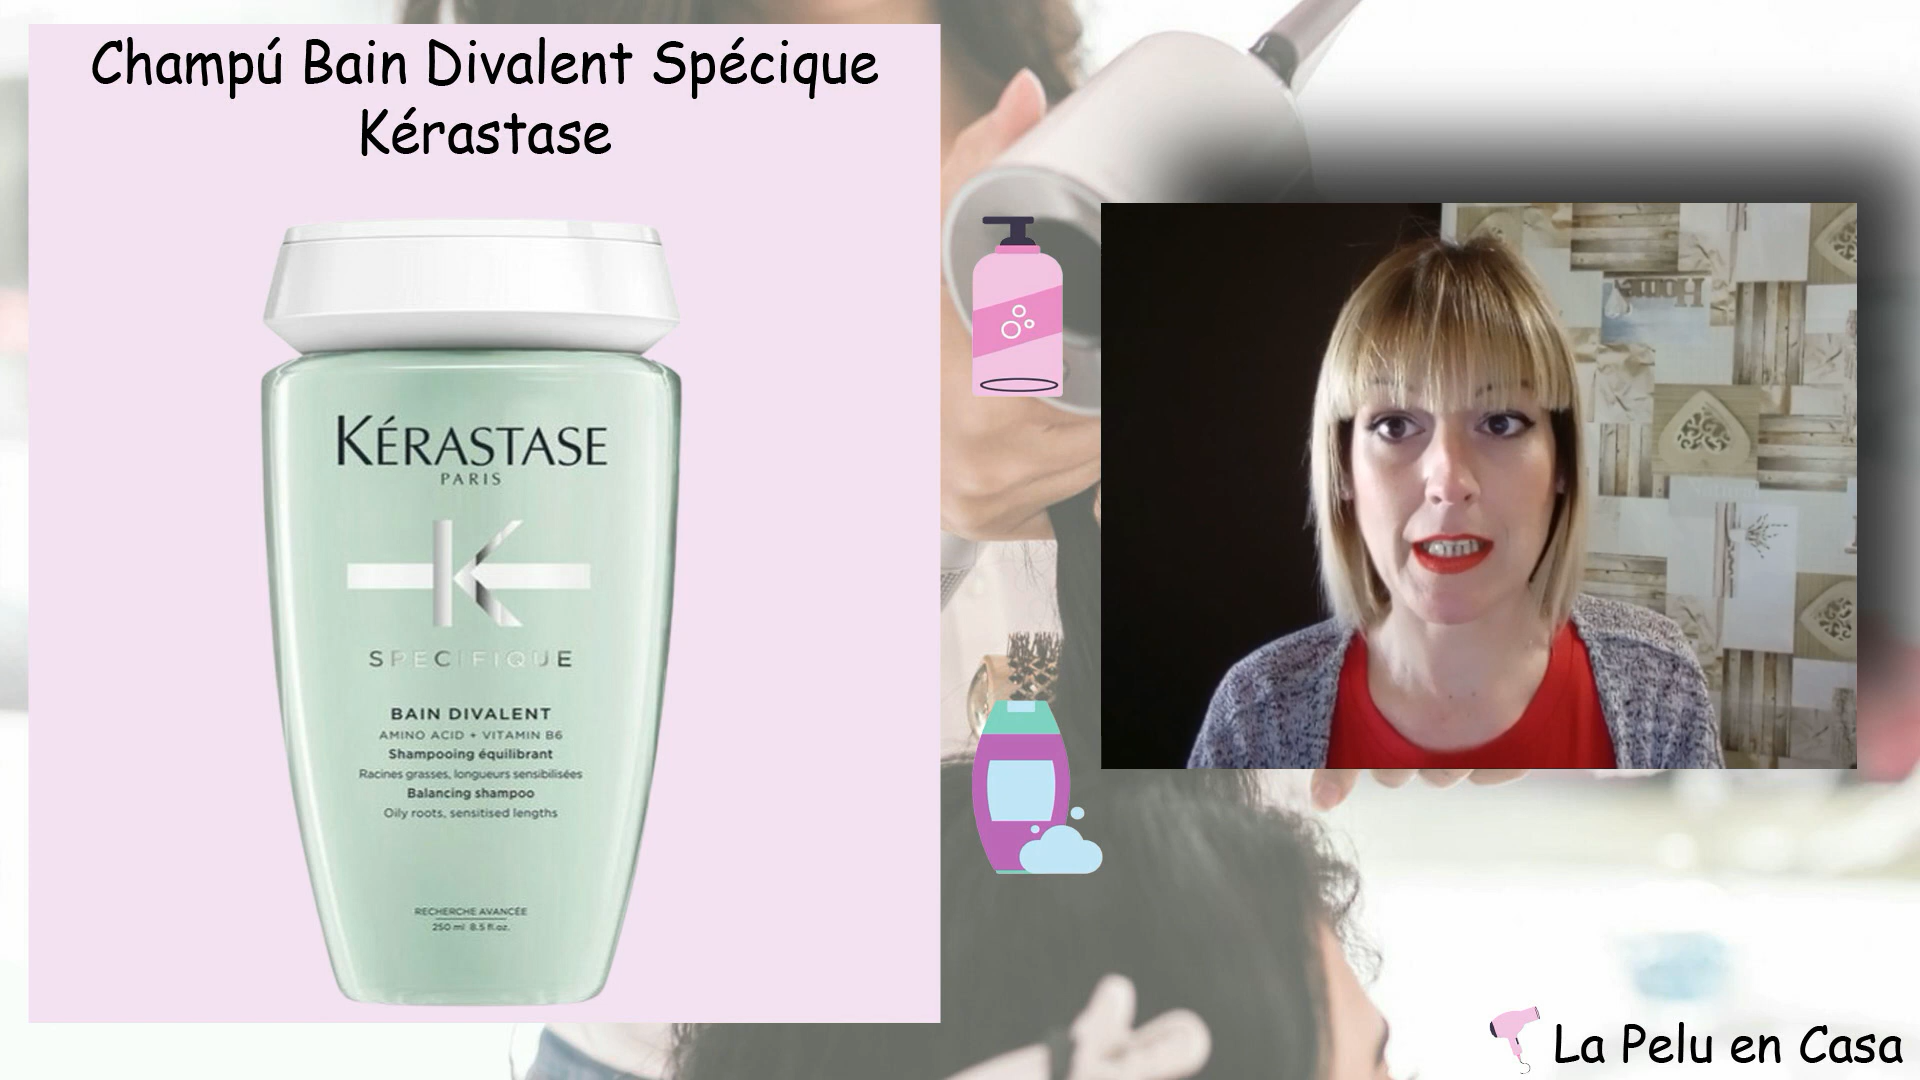 Champú Bain Divalent Spécique
Kérastase
KÉRASTASE
PARIS
K
SPECIFIQUE
BAIN DIVALENT
AMINO ACID + VITAMIN B6
Shampooing équilibrant
Racines grasses, longueurs sensibilisées
Balancing shampoo
Oily roots, sensitised lengths
RECHERCHE AVANCÉE
250 ml 8.5 fl.oz.
La Pelu en Casa